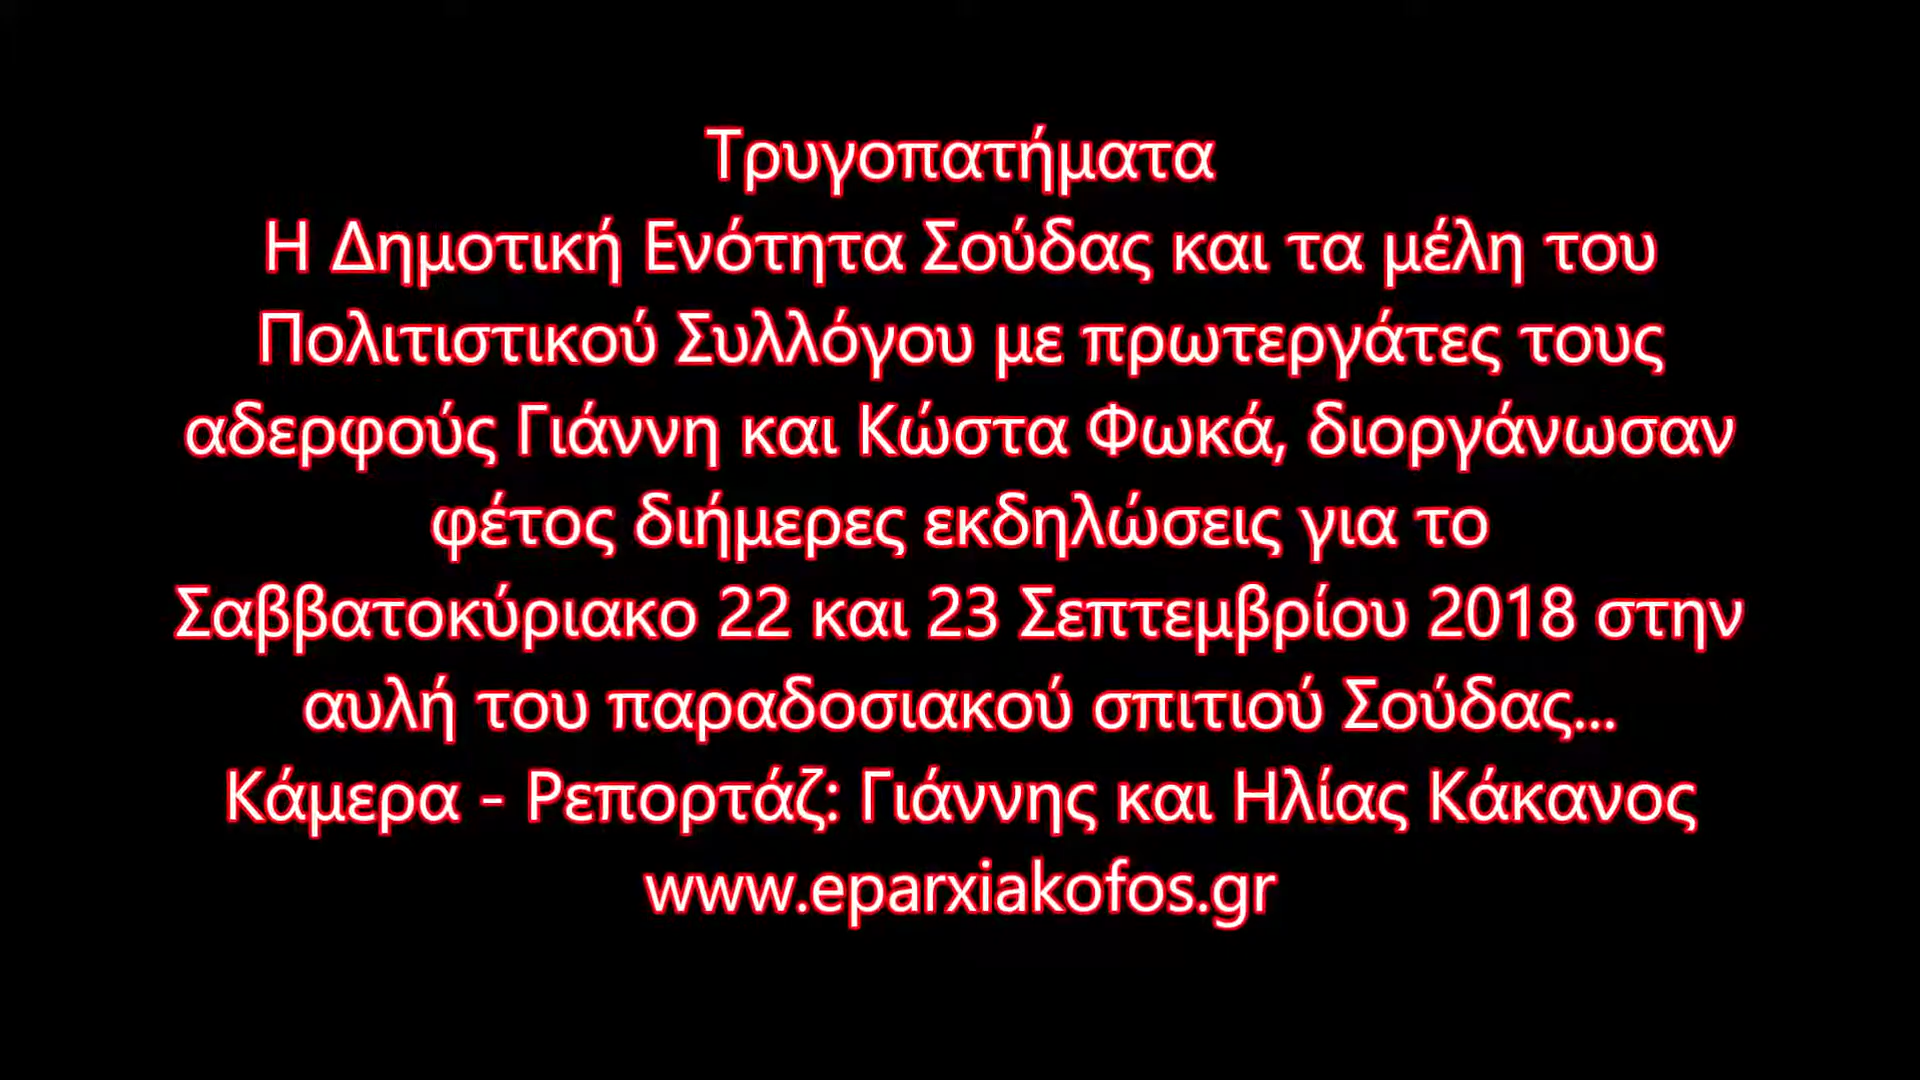 Τρυγοπατήματα
Η Δημοτική Ενότητα Σούδας και τα μέλη του
Πολιτιστικού Συλλόγου με πρωτεργάτες τους
αδερφούς Γιάννη και Κώστα Φωκά, διοργάνωσαν
φέτος διήμερες εκδηλώσεις για το
Σαββατοκύριακο 22 και 23 Σεπτεμβρίου 2018 στην
αυλή του παραδοσιακού σπιτιού Σούδας...
Κάμερα - Ρεπορτάζ: Γιάννης και Ηλίας Κάκανος
www.eparxiakofos.gr